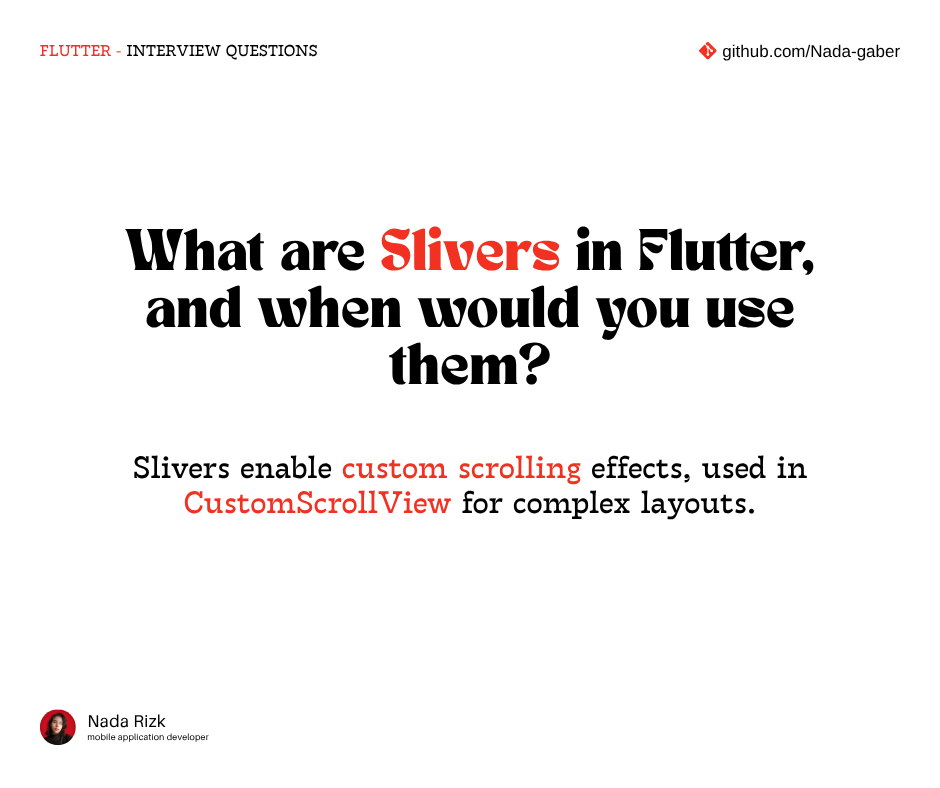 FLUTTER - INTERVIEW QUESTIONS
github.com/Nada-gaber
What are Slivers in Flutter,
and when would you use
them?
Slivers enable custom scrolling effects, used in
CustomScrollView for complex layouts.
Nada Rizk
mobile application developer